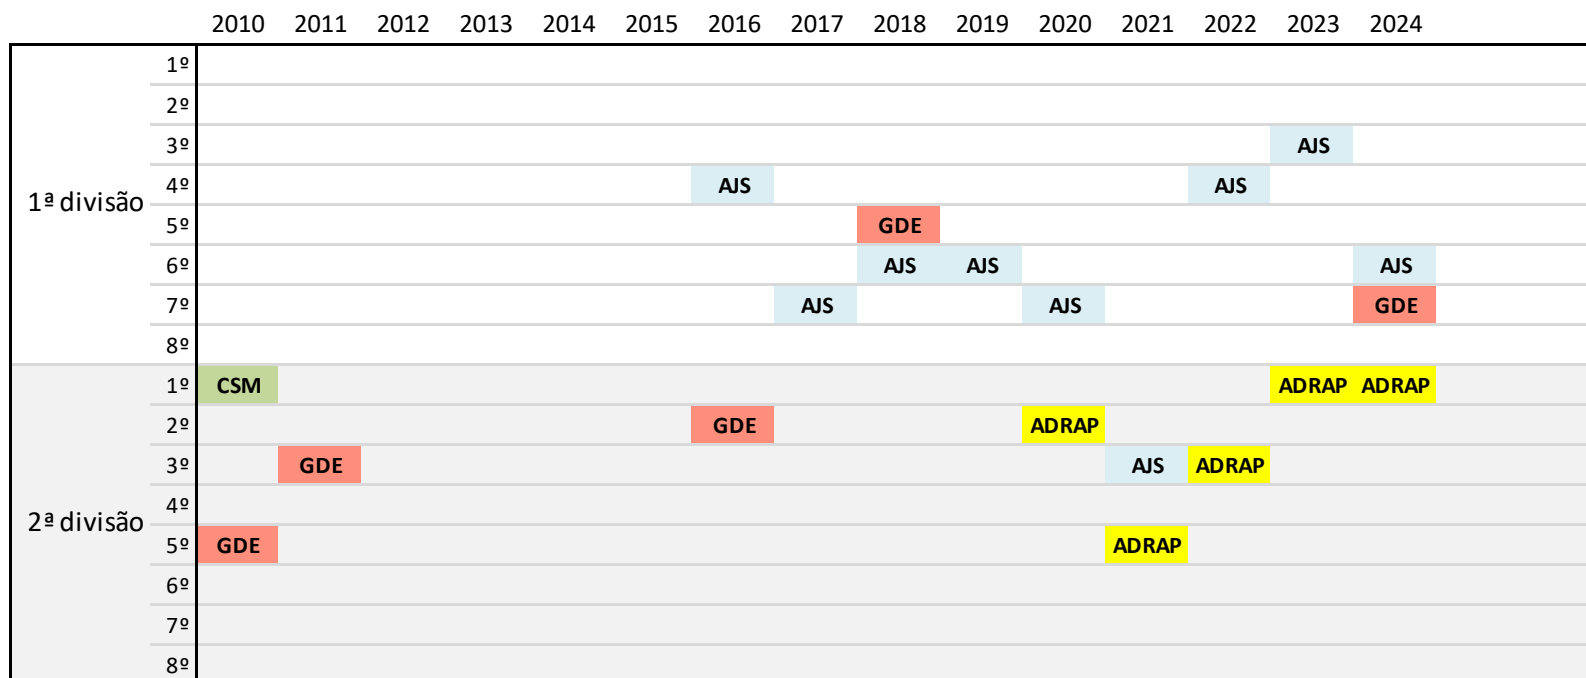 2010 2011 2012 2013 2014 2015 2016 2017 2018 2019 2020 2021 2022 2023 2024
1º
2º
3º AJS
1ª divisão
4º AJS AJS
5º GDE
6º AJS AJS AJS
7º AJS AJS GDE
8º
1º CSM ADRAP ADRAP
2º GDE ADRAP
3º GDE AJS ADRAP
4º
2ª divisão
5º GDE ADRAP
6º
7º
8º